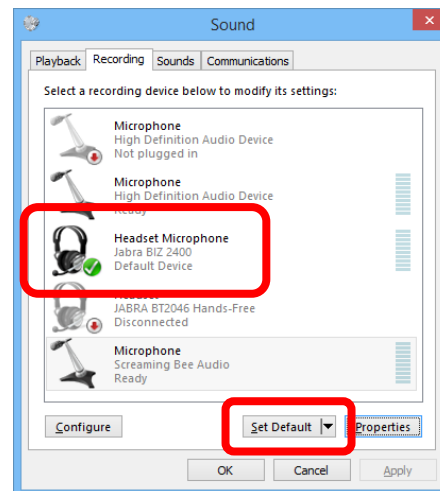 Sound
Playback Recording Sounds Communications
Select a recording device below to modify its settings:
Microphone
High Definition Audio Device
Not plugged in
Microphone
High Definition Audio Device
Ready
Headset Microphone
Jabra BIZ 2400
Default Device
Headset
JABRA BT2046 Hands-Free
Disconnected
Microphone
Screaming Bee Audio
Ready
Configure Set Default Properties
OK Cancel Apply